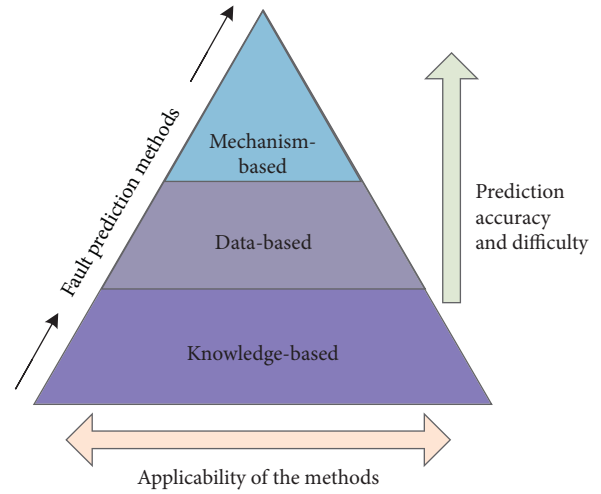 Fault prediction methods
Mechanism-
based
Data-based
Knowledge-based
Prediction
accuracy
and difficulty
Applicability of the methods